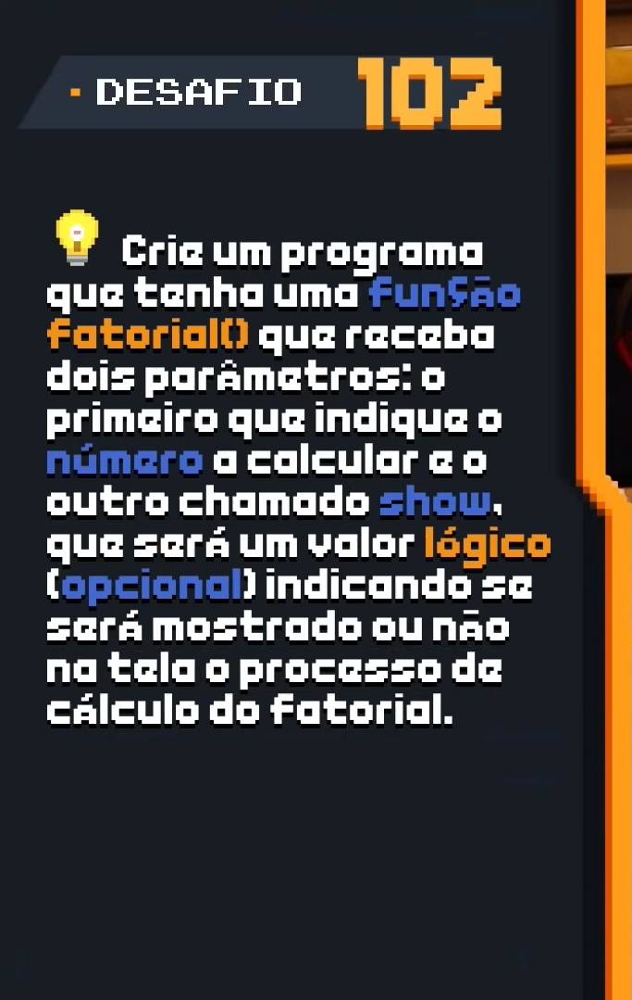 DESAFIO 102
Crie um programa
que tenha uma função
fatorial() que receba
dois parâmetros: o
primeiro que indique o
número a calcular e o
outro chamado show,
que será um valor lógico
(opcional) indicando se
será mostrado ou não
na tela o processo de
cálculo do fatorial.